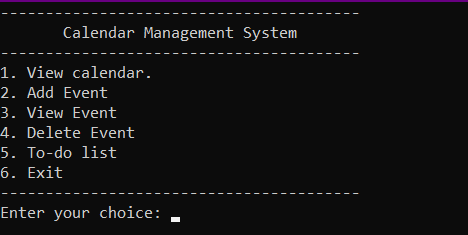 ----------------------------------------
Calendar Management System
----------------------------------------
1. View calendar.
2. Add Event
3. View Event
4. Delete Event
5. To-do list
6. Exit
----------------------------------------
Enter your choice: